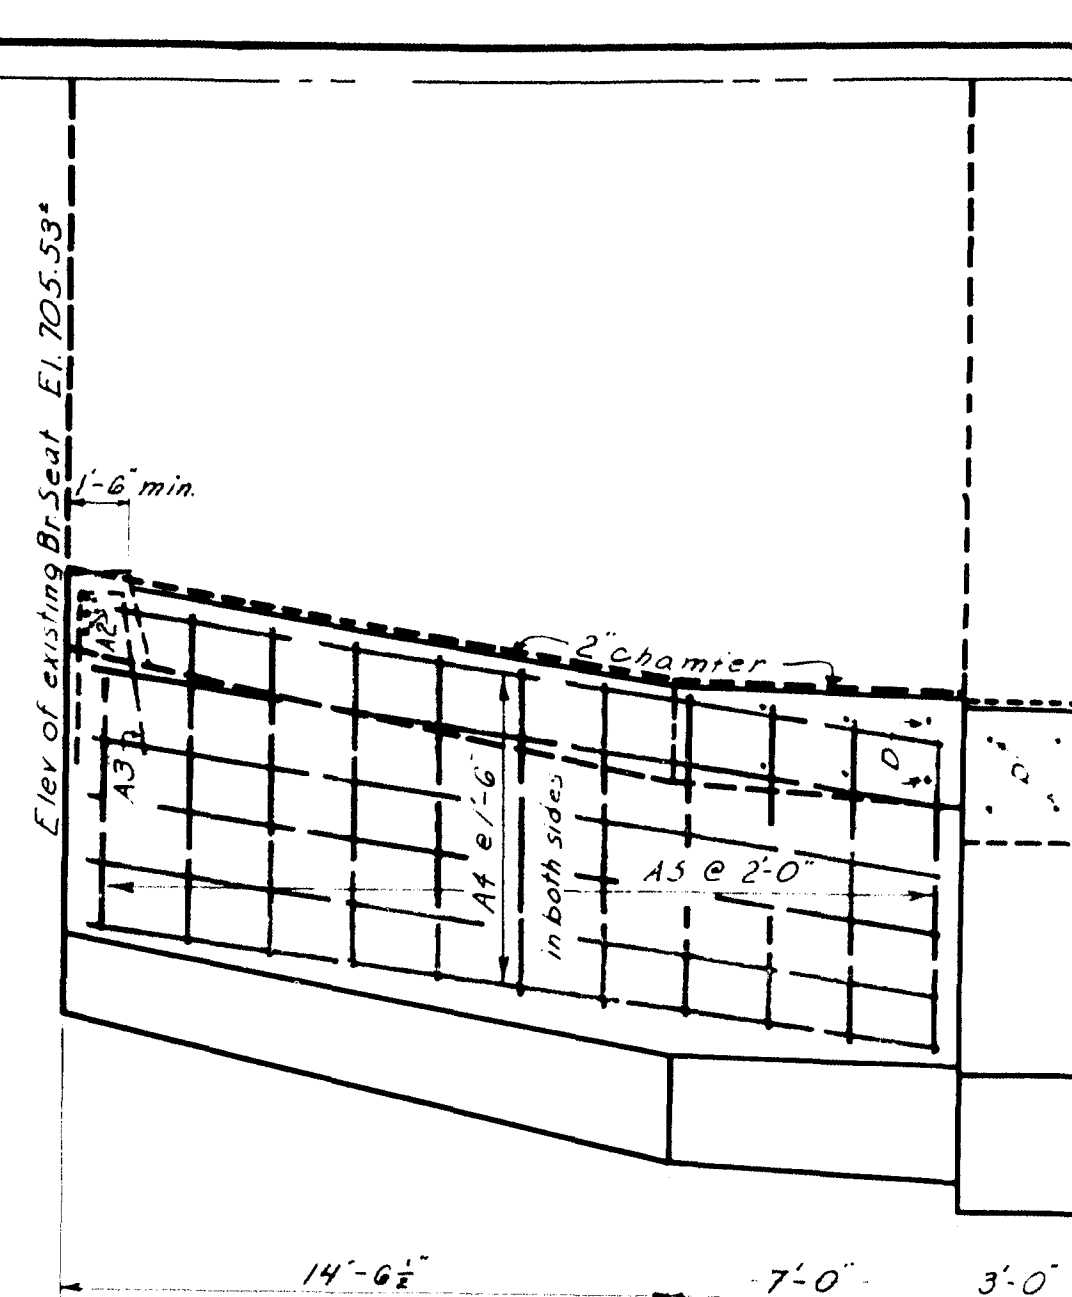 Elev of existing Br. Seat El. 705.53±
1'-6" min.
2" chamfer
A2
A3
A4 @ 1'-6"
in both sides
A5 @ 2'-0"
D
D
14'-6½"
7'-0"
3'-0"